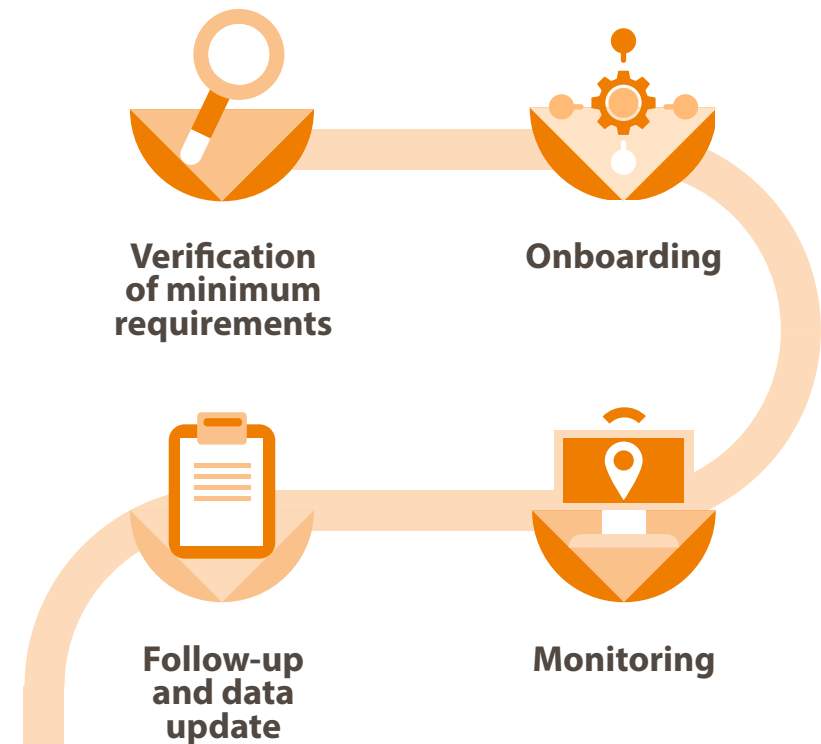 Verification
of minimum
requirements
Onboarding
Monitoring
Follow-up
and data
update